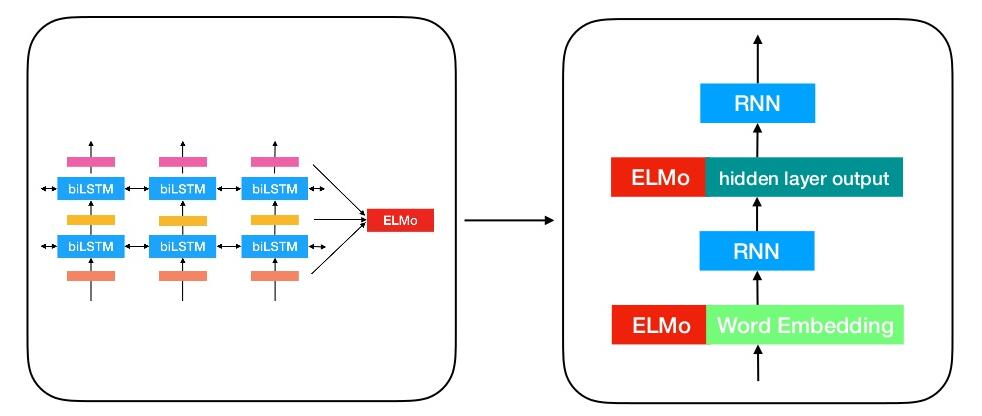 biLSTM biLSTM biLSTM
ELMo
biLSTM biLSTM biLSTM
RNN
ELMo hidden layer output
RNN
ELMo Word Embedding